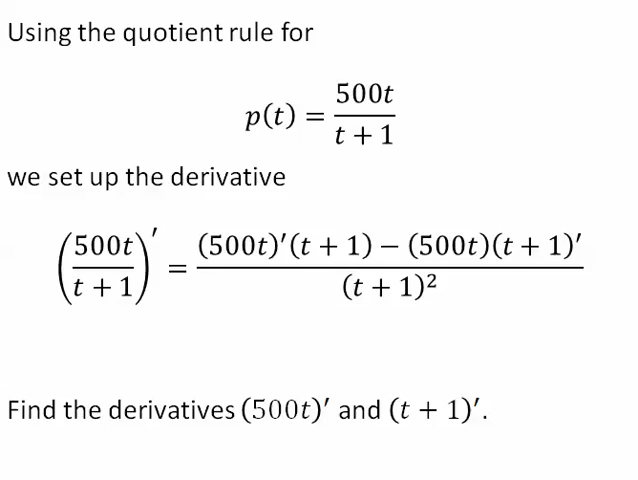 Using the quotient rule for
p(t) = 500t / t + 1
we set up the derivative
(500t / t + 1)′ = (500t)′(t + 1) − (500t)(t + 1)′ / (t + 1)²
Find the derivatives (500t)′ and (t + 1)′.